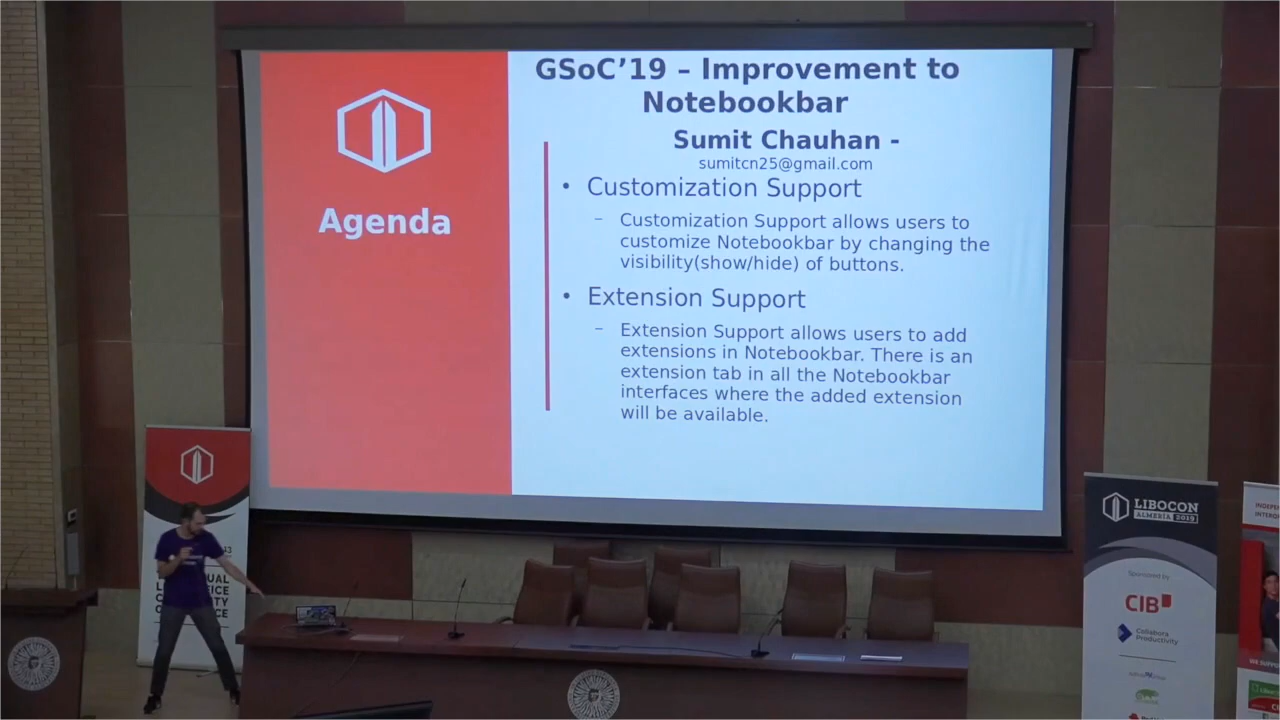 GSoC’19 – Improvement to
Notebookbar
Sumit Chauhan -
sumitcn25@gmail.com
Agenda
• Customization Support
– Customization Support allows users to
customize Notebookbar by changing the
visibility(show/hide) of buttons.
• Extension Support
– Extension Support allows users to add
extensions in Notebookbar. There is an
extension tab in all the Notebookbar
interfaces where the added extension
will be available.
LIBOCON
ALMERÍA 2019
Sponsored by
CIB
Collabora
Productivity
WE SUPPO